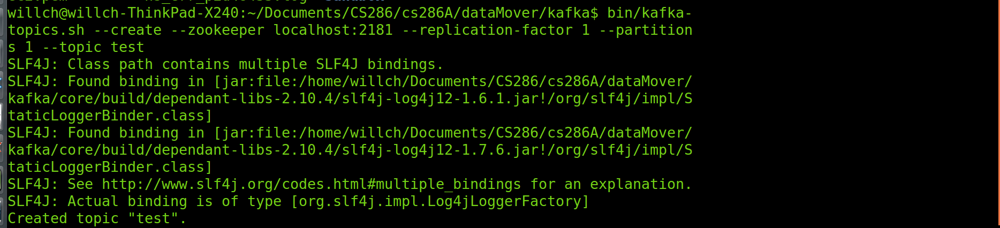 willch@willch-ThinkPad-X240:~/Documents/CS286/cs286A/dataMover/kafka$ bin/kafka-
topics.sh --create --zookeeper localhost:2181 --replication-factor 1 --partition
s 1 --topic test
SLF4J: Class path contains multiple SLF4J bindings.
SLF4J: Found binding in [jar:file:/home/willch/Documents/CS286/cs286A/dataMover/
kafka/core/build/dependant-libs-2.10.4/slf4j-log4j12-1.6.1.jar!/org/slf4j/impl/S
taticLoggerBinder.class]
SLF4J: Found binding in [jar:file:/home/willch/Documents/CS286/cs286A/dataMover/
kafka/core/build/dependant-libs-2.10.4/slf4j-log4j12-1.7.6.jar!/org/slf4j/impl/S
taticLoggerBinder.class]
SLF4J: See http://www.slf4j.org/codes.html#multiple_bindings for an explanation.
SLF4J: Actual binding is of type [org.slf4j.impl.Log4jLoggerFactory]
Created topic "test".